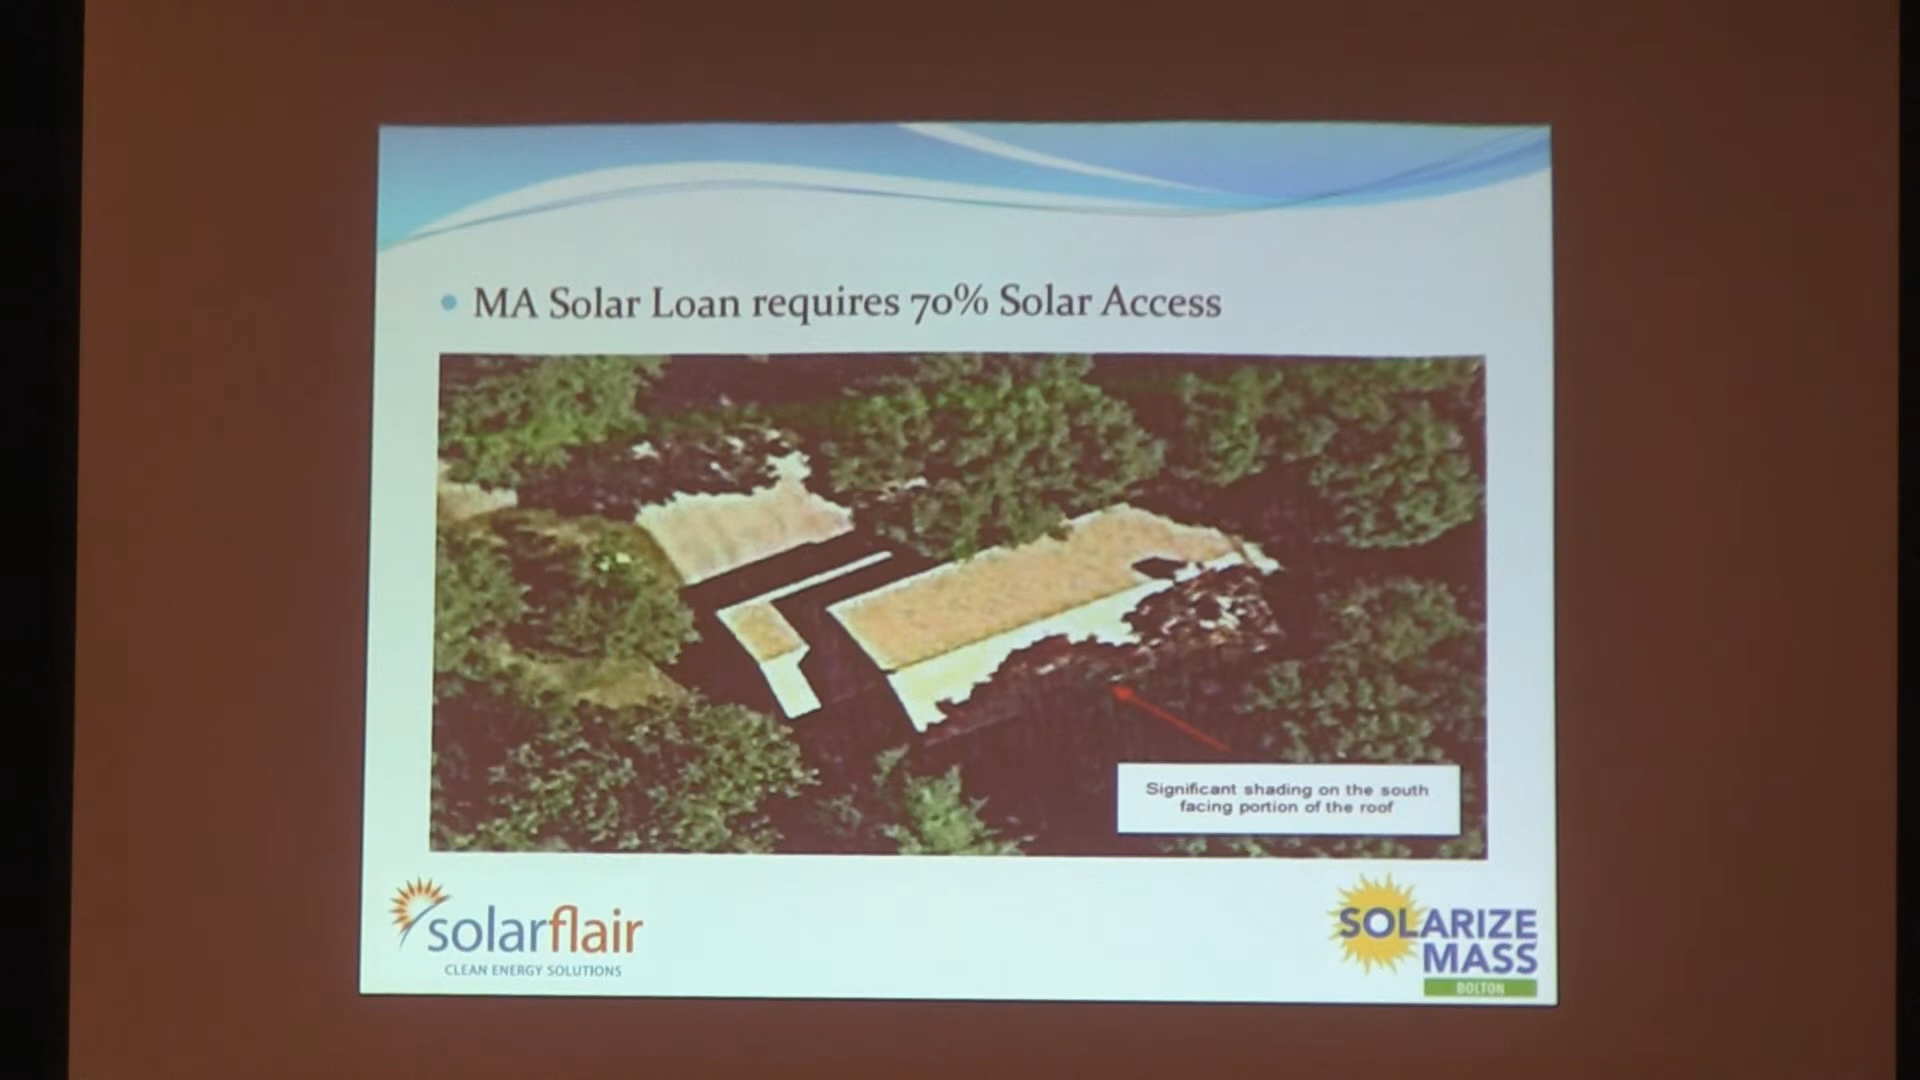 MA Solar Loan requires 70% Solar Access
Significant shading on the south
facing portion of the roof
solarflair
CLEAN ENERGY SOLUTIONS
SOLARIZE
MASS
BOLTON